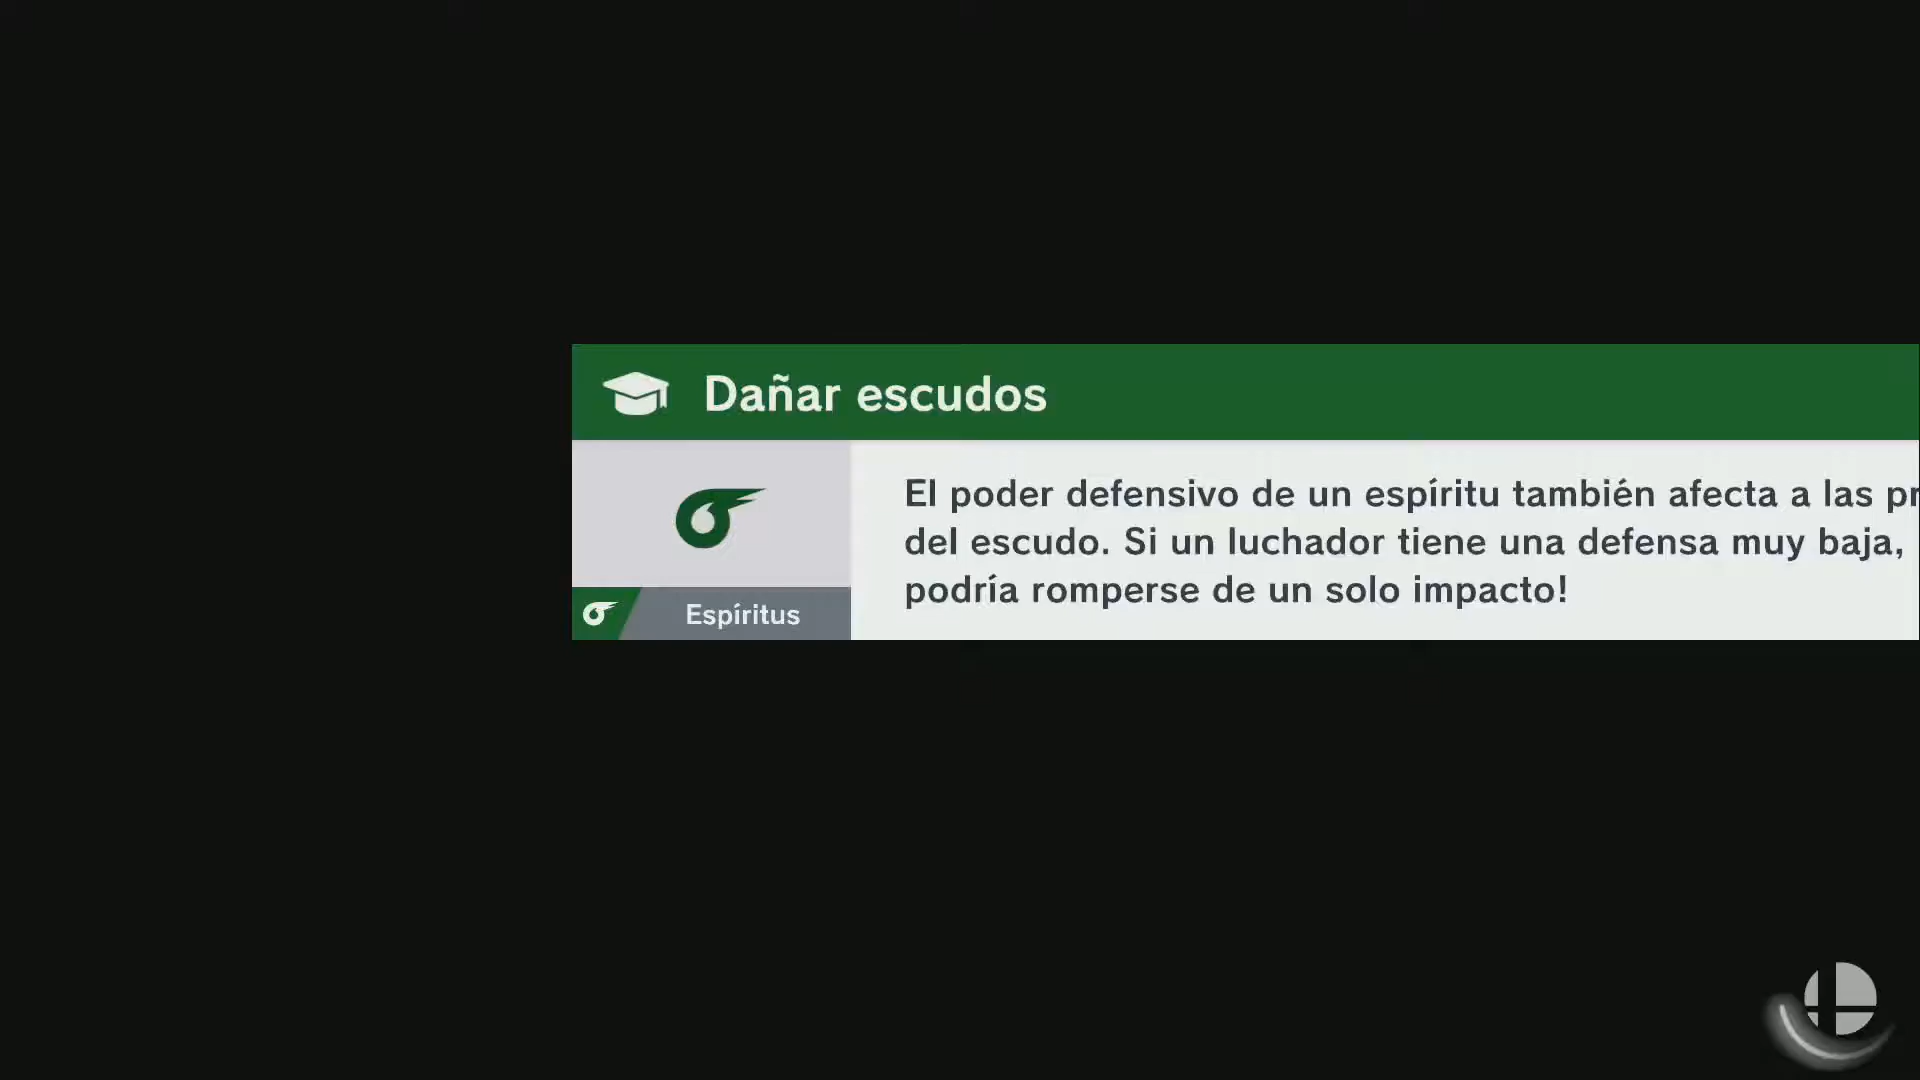 Dañar escudos
El poder defensivo de un espíritu también afecta a las
del escudo. Si un luchador tiene una defensa muy baja,
podría romperse de un solo impacto!
Espíritus